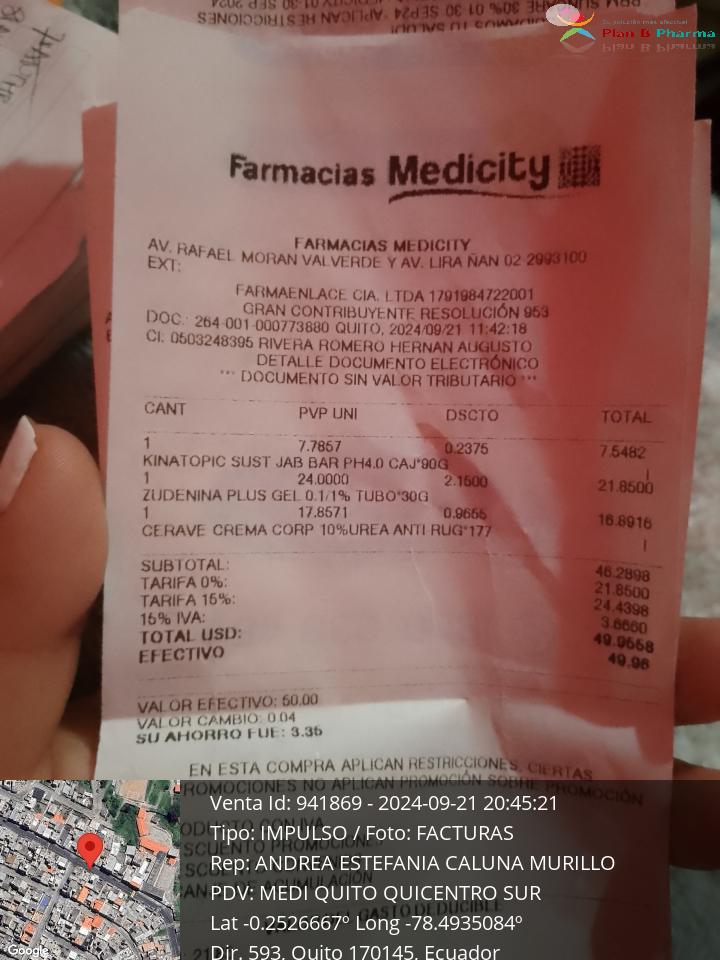 Tu solución más efectiva!
Plan B Pharma
Farmacias Medicity
FARMACIAS MEDICITY
AV. RAFAEL MORAN VALVERDE Y AV. LIRA ÑAN 02 2993100
EXT:
FARMAENLACE CIA. LTDA 1791984722001
GRAN CONTRIBUYENTE RESOLUCIÓN 953
DOC.: 264-001-000773880 QUITO, 2024/09/21 11:42:18
CI: 0503248395 RIVERA ROMERO HERNAN AUGUSTO
DETALLE DOCUMENTO ELECTRÓNICO
*** DOCUMENTO SIN VALOR TRIBUTARIO ***
CANT PVP UNI DSCTO TOTAL
1 7.7857 0.2375 7.5482
KINATOPIC SUST JAB BAR PH4.0 CAJ*90G I
1 24.0000 2.1500 21.8500
ZUDENINA PLUS GEL 0.1/1% TUBO*30G
1 17.8571 0.9655 16.8916
CERAVE CREMA CORP 10%UREA ANTI RUG*177 I
SUBTOTAL: 46.2898
TARIFA 0%: 21.8500
TARIFA 15%: 24.4398
15% IVA: 3.6660
TOTAL USD: 49.9558
EFECTIVO 49.96
VALOR EFECTIVO: 50.00
VALOR CAMBIO: 0.04
SU AHORRO FUE: 3.35
EN ESTA COMPRA APLICAN RESTRICCIONES, CIERTAS
PROMOCIONES NO APLICAN PROMOCIÓN SOBRE PROMOCIÓN
Venta Id: 941869 - 2024-09-21 20:45:21
Tipo: IMPULSO / Foto: FACTURAS
Rep: ANDREA ESTEFANIA CALUNA MURILLO
PDV: MEDI QUITO QUICENTRO SUR
Lat -0.2526667º Long -78.4935084º
Dir. 593, Quito 170145, Ecuador
Google